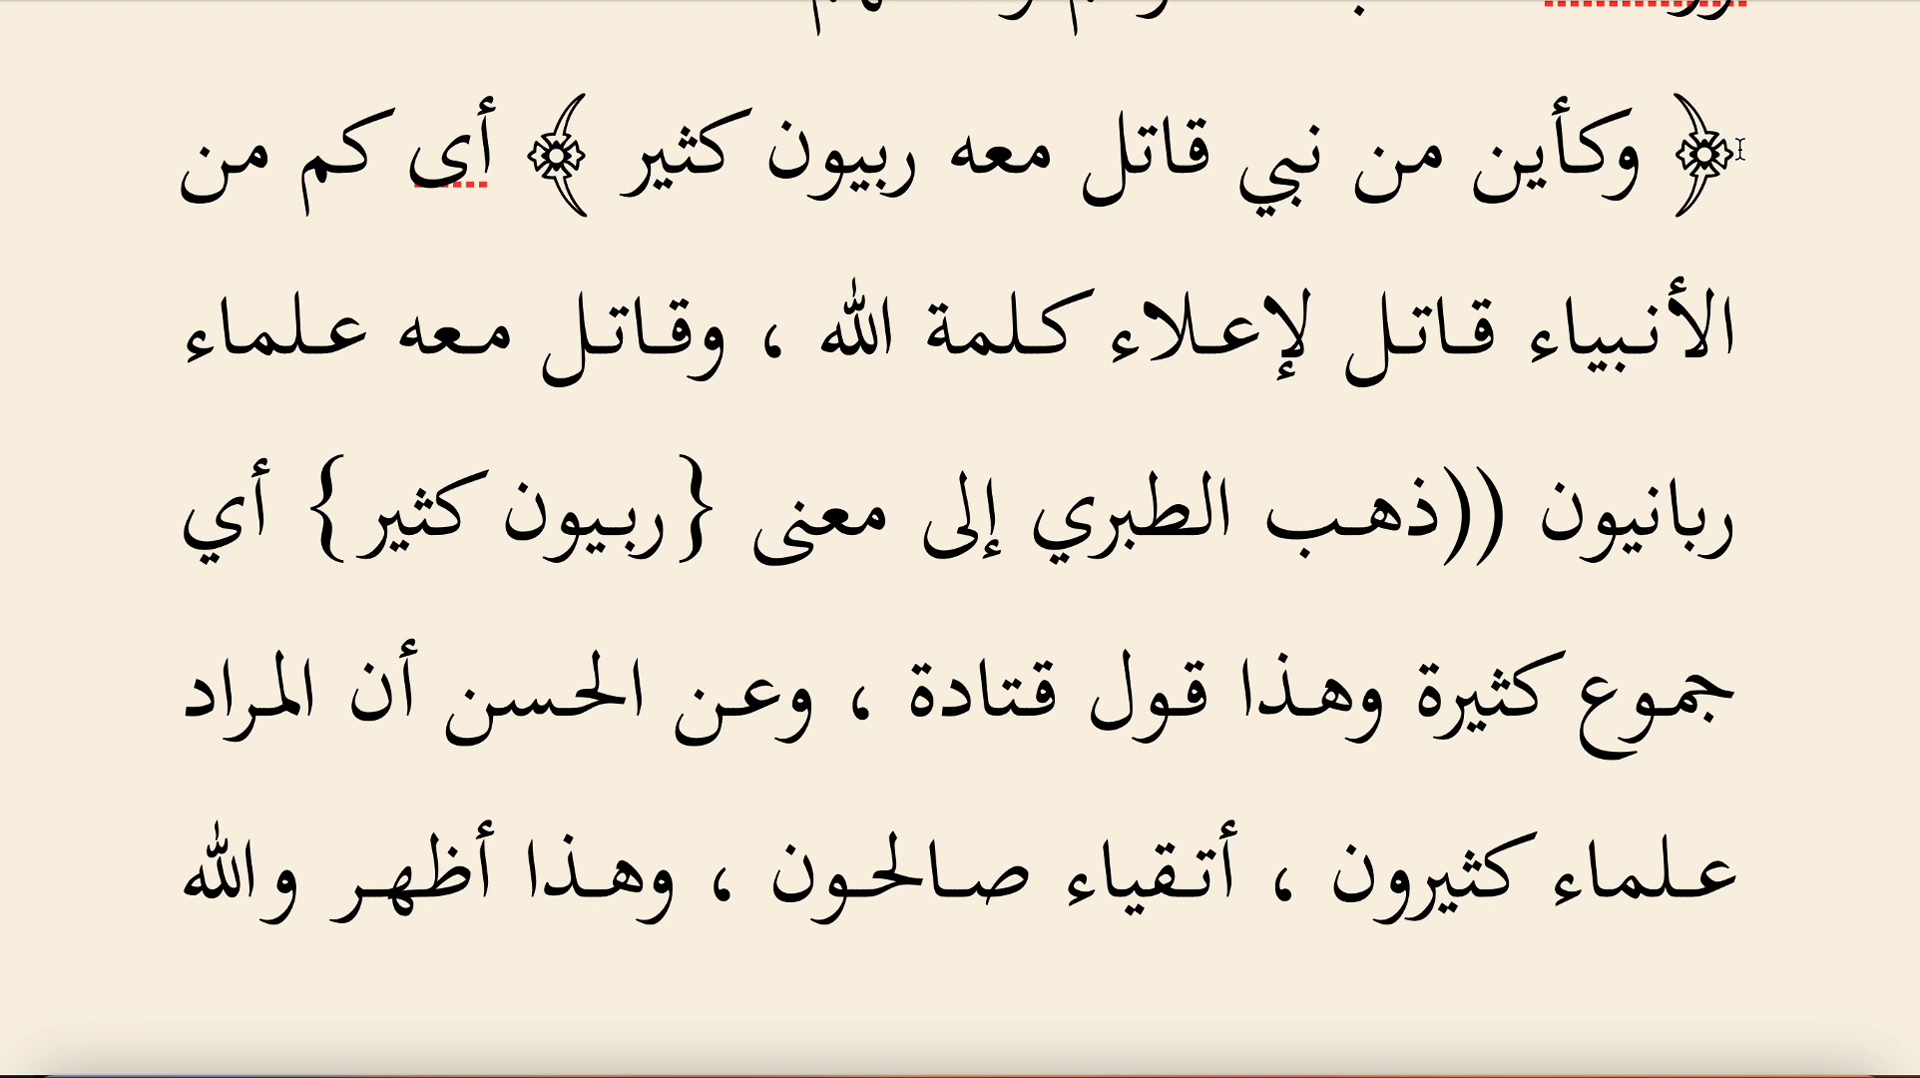 ﴿ وكأين من نبي قاتل معه ربيون كثير ﴾ أى كم من
الأنبياء قاتل لإعلاء كلمة الله ، وقاتل معه علماء
ربانيون ((ذهب الطبري إلى معنى {ربيون كثير} أي
جموع كثيرة وهذا قول قتادة ، وعن الحسن أن المراد
علماء كثيرون ، أتقياء صالحون ، وهذا أظهر والله